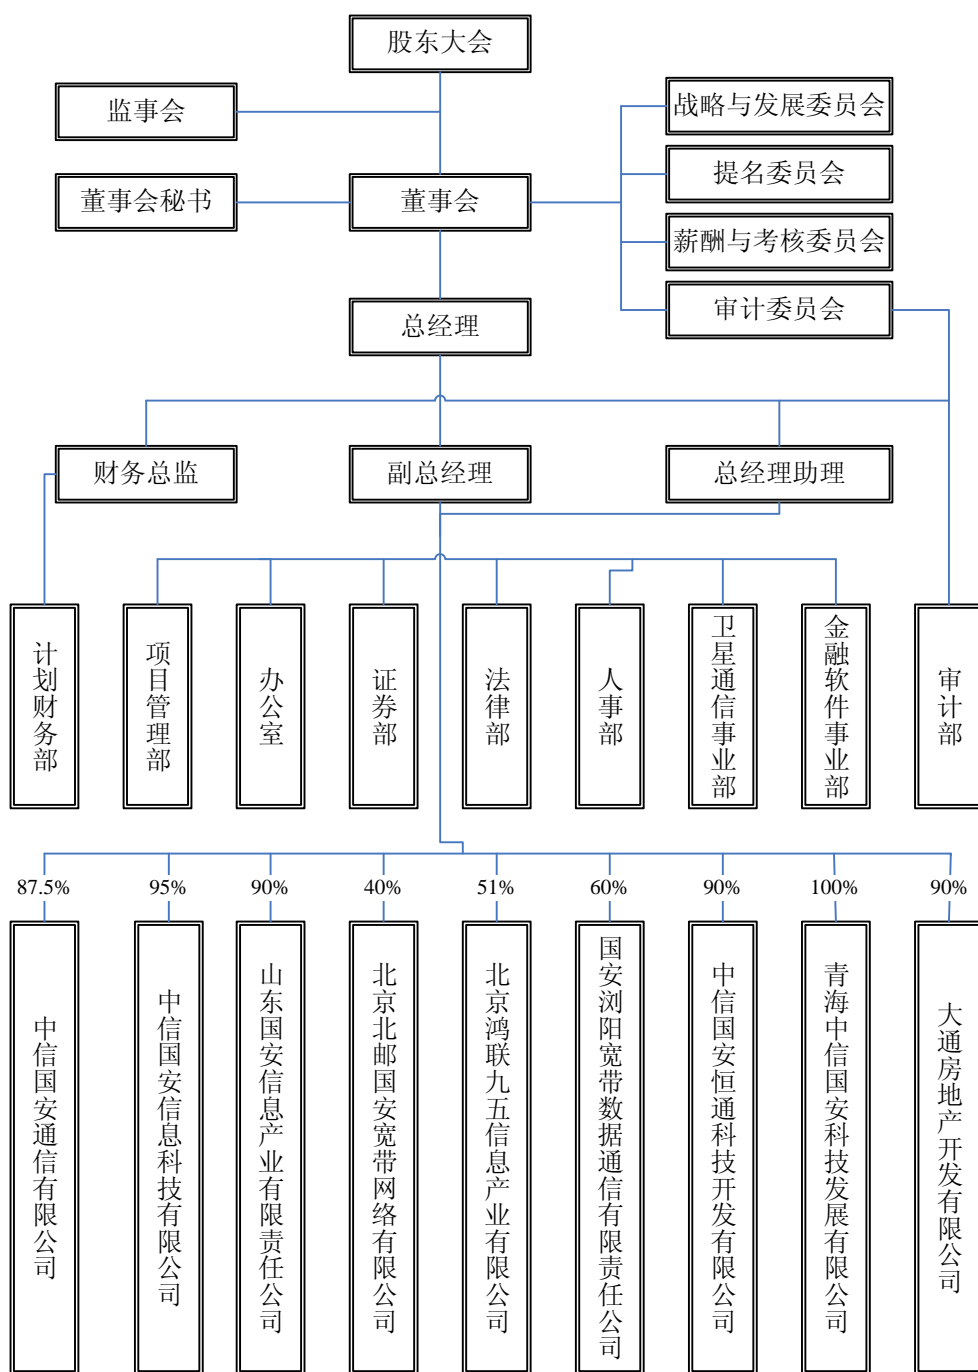 股东大会
监事会
战略与发展委员会
提名委员会
董事会秘书
董事会
薪酬与考核委员会
总经理
审计委员会
财务总监
副总经理
总经理助理
计划财务部
项目管理部
办公室
证券部
法律部
人事部
卫星通信事业部
金融软件事业部
审计部
87.5%
95%
90%
40%
51%
60%
90%
100%
90%
中信国安通信有限公司
中信国安信息科技有限公司
山东国安信息产业有限责任公司
北京北邮国安宽带网络有限公司
北京鸿联九五信息产业有限公司
国安浏阳宽带数据通信有限责任公司
中信国安恒通科技开发有限公司
青海中信国安科技发展有限公司
大通房地产开发有限公司